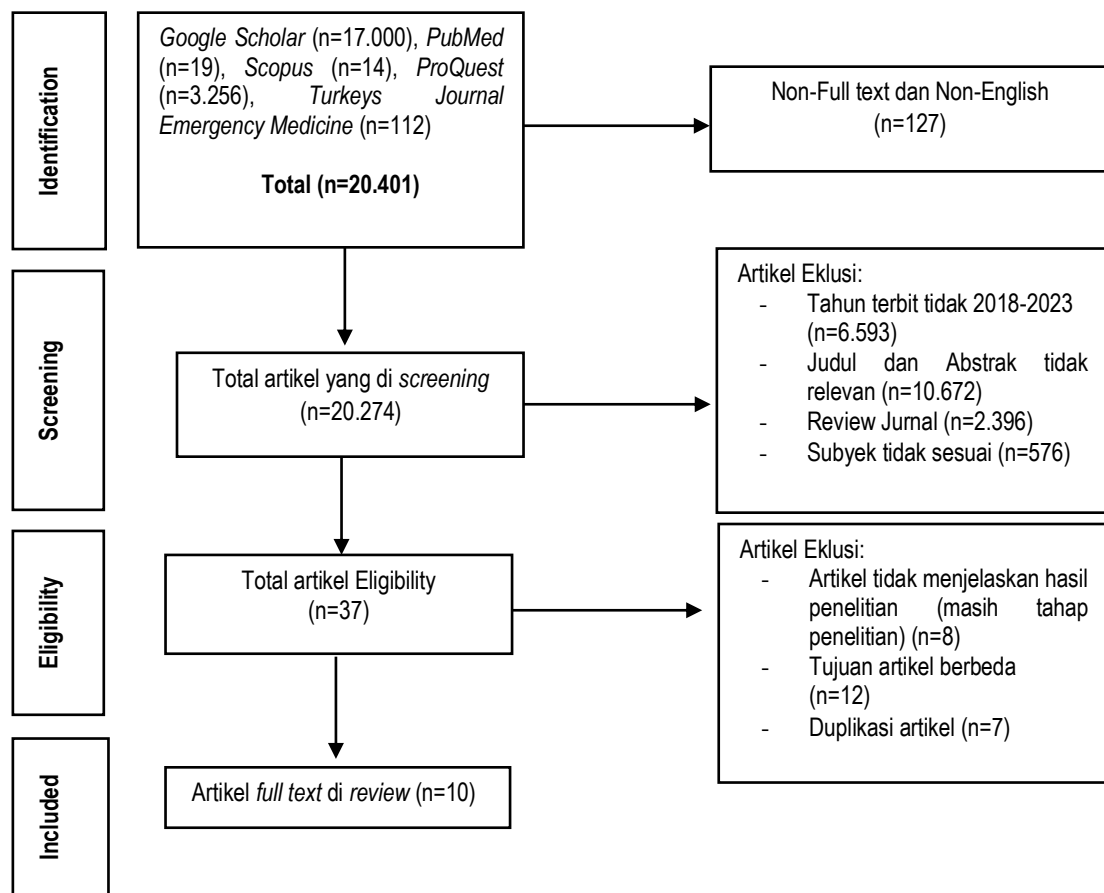 Identification
Google Scholar (n=17.000), PubMed
(n=19), Scopus (n=14), ProQuest
(n=3.256), Turkeys Journal
Emergency Medicine (n=112)
Total (n=20.401)
Non-Full text dan Non-English
(n=127)
Screening
Total artikel yang di screening
(n=20.274)
Artikel Eklusi:
- Tahun terbit tidak 2018-2023
(n=6.593)
- Judul dan Abstrak tidak
relevan (n=10.672)
- Review Jurnal (n=2.396)
- Subyek tidak sesuai (n=576)
Eligibility
Total artikel Eligibility
(n=37)
Artikel Eklusi:
- Artikel tidak menjelaskan hasil
penelitian (masih tahap
penelitian) (n=8)
- Tujuan artikel berbeda
(n=12)
- Duplikasi artikel (n=7)
Included
Artikel full text di review (n=10)